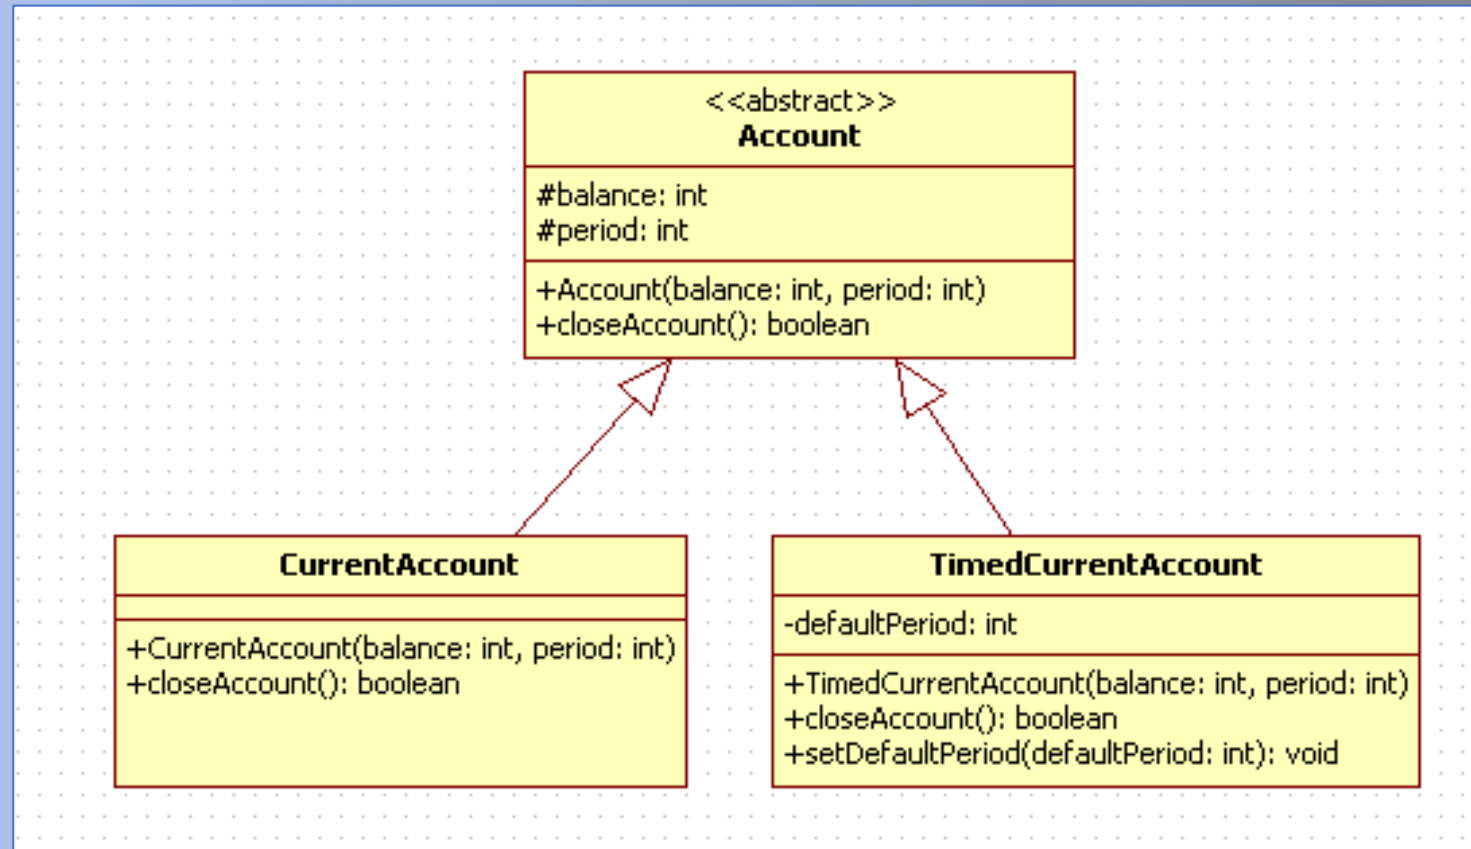 <<abstract>>
Account
#balance: int
#period: int
+Account(balance: int, period: int)
+closeAccount(): boolean
CurrentAccount
+CurrentAccount(balance: int, period: int)
+closeAccount(): boolean
TimedCurrentAccount
-defaultPeriod: int
+TimedCurrentAccount(balance: int, period: int)
+closeAccount(): boolean
+setDefaultPeriod(defaultPeriod: int): void